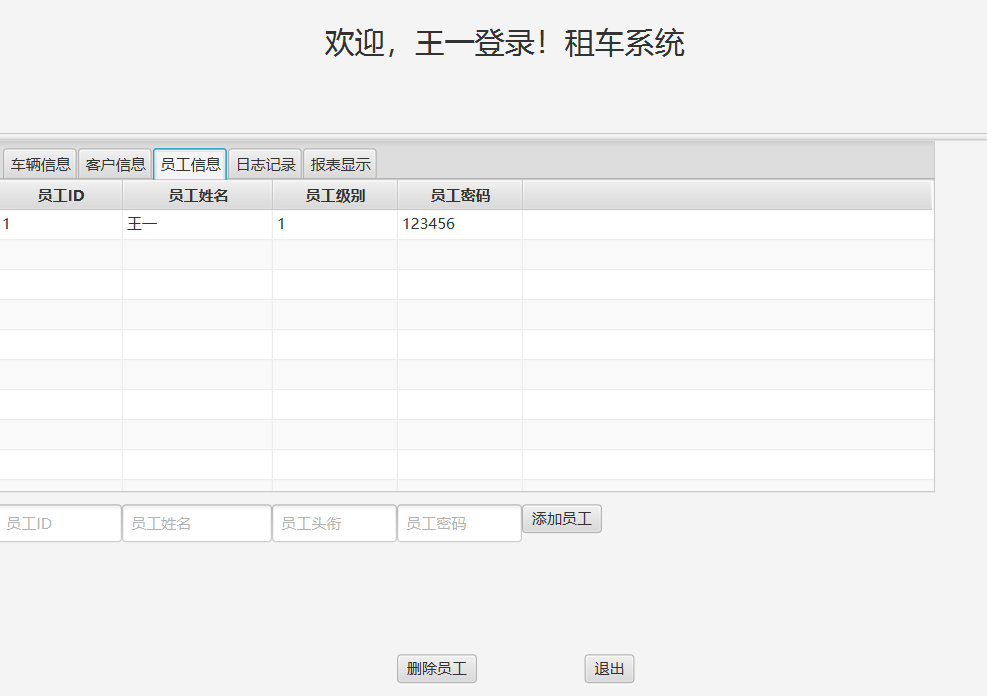 欢迎，王一登录！租车系统
车辆信息 客户信息 员工信息 日志记录 报表显示
员工ID 员工姓名 员工级别 员工密码
1 王一 1 123456
员工ID 员工姓名 员工头衔 员工密码 添加员工
删除员工 退出